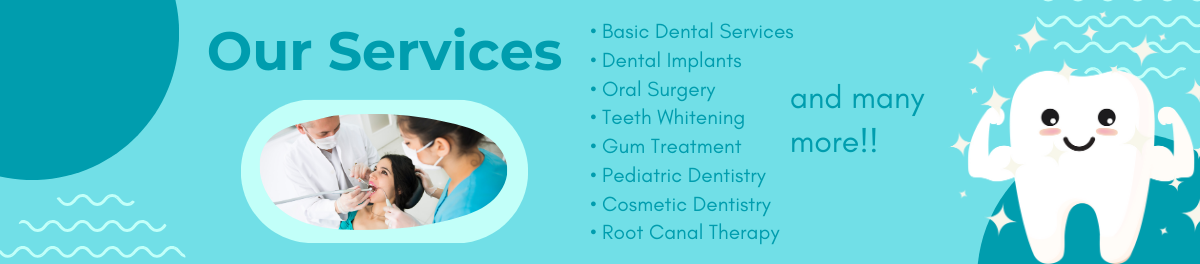 Our Services
• Basic Dental Services
• Dental Implants
• Oral Surgery
• Teeth Whitening
• Gum Treatment
• Pediatric Dentistry
• Cosmetic Dentistry
• Root Canal Therapy
and many
more!!